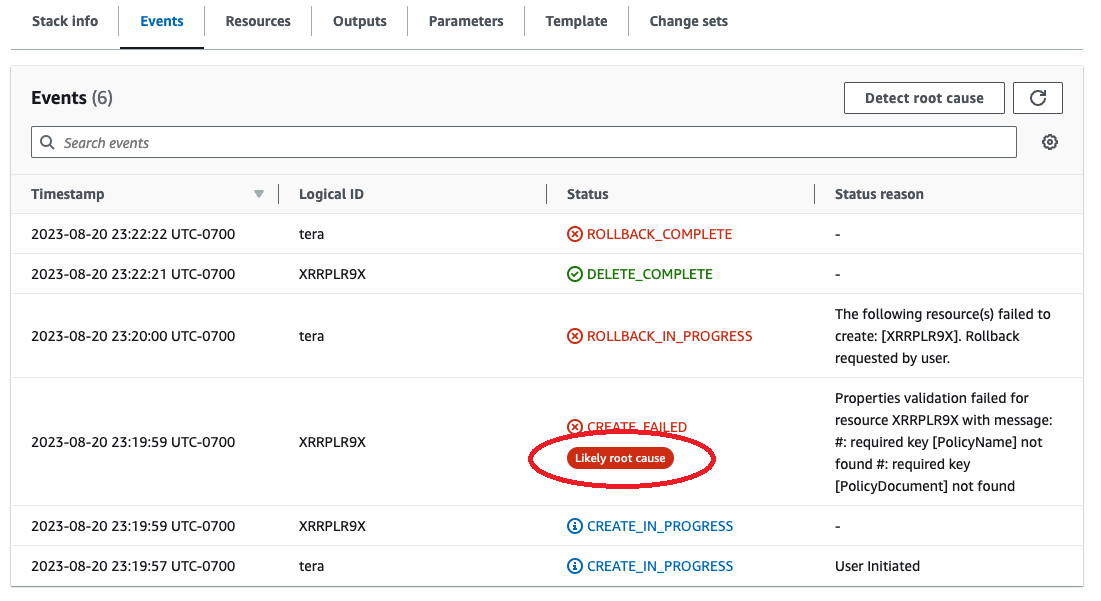 Stack info Events Resources Outputs Parameters Template Change sets
Events (6) Detect root cause
Search events
Timestamp Logical ID Status Status reason
2023-08-20 23:22:22 UTC-0700 tera ROLLBACK_COMPLETE -
2023-08-20 23:22:21 UTC-0700 XRRPLR9X DELETE_COMPLETE -
2023-08-20 23:20:00 UTC-0700 tera ROLLBACK_IN_PROGRESS The following resource(s) failed to
create: [XRRPLR9X]. Rollback
requested by user.
2023-08-20 23:19:59 UTC-0700 XRRPLR9X CREATE_FAILED
Likely root cause
Properties validation failed for
resource XRRPLR9X with message:
#: required key [PolicyName] not
found #: required key
[PolicyDocument] not found
2023-08-20 23:19:59 UTC-0700 XRRPLR9X CREATE_IN_PROGRESS -
2023-08-20 23:19:57 UTC-0700 tera CREATE_IN_PROGRESS User Initiated